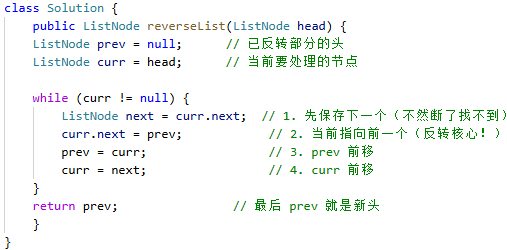 class Solution {
    public ListNode reverseList(ListNode head) {
    ListNode prev = null;      // 已反转部分的头
    ListNode curr = head;      // 当前要处理的节点

    while (curr != null) {
        ListNode next = curr.next;  // 1. 先保存下一个（不然断了找不到）
        curr.next = prev;            // 2. 当前指向前一个（反转核心！）
        prev = curr;                 // 3. prev 前移
        curr = next;                 // 4. curr 前移
    }
    return prev;                // 最后 prev 就是新头
    }
}